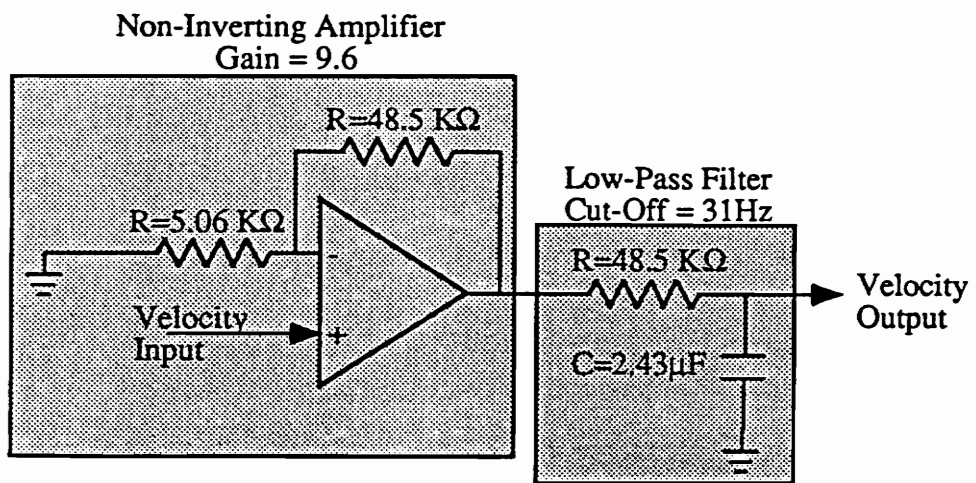 Non-Inverting Amplifier
Gain = 9.6
R=48.5 KΩ
R=5.06 KΩ
-
+
Velocity
Input
Low-Pass Filter
Cut-Off = 31Hz
R=48.5 KΩ
C=2.43µF
Velocity
Output